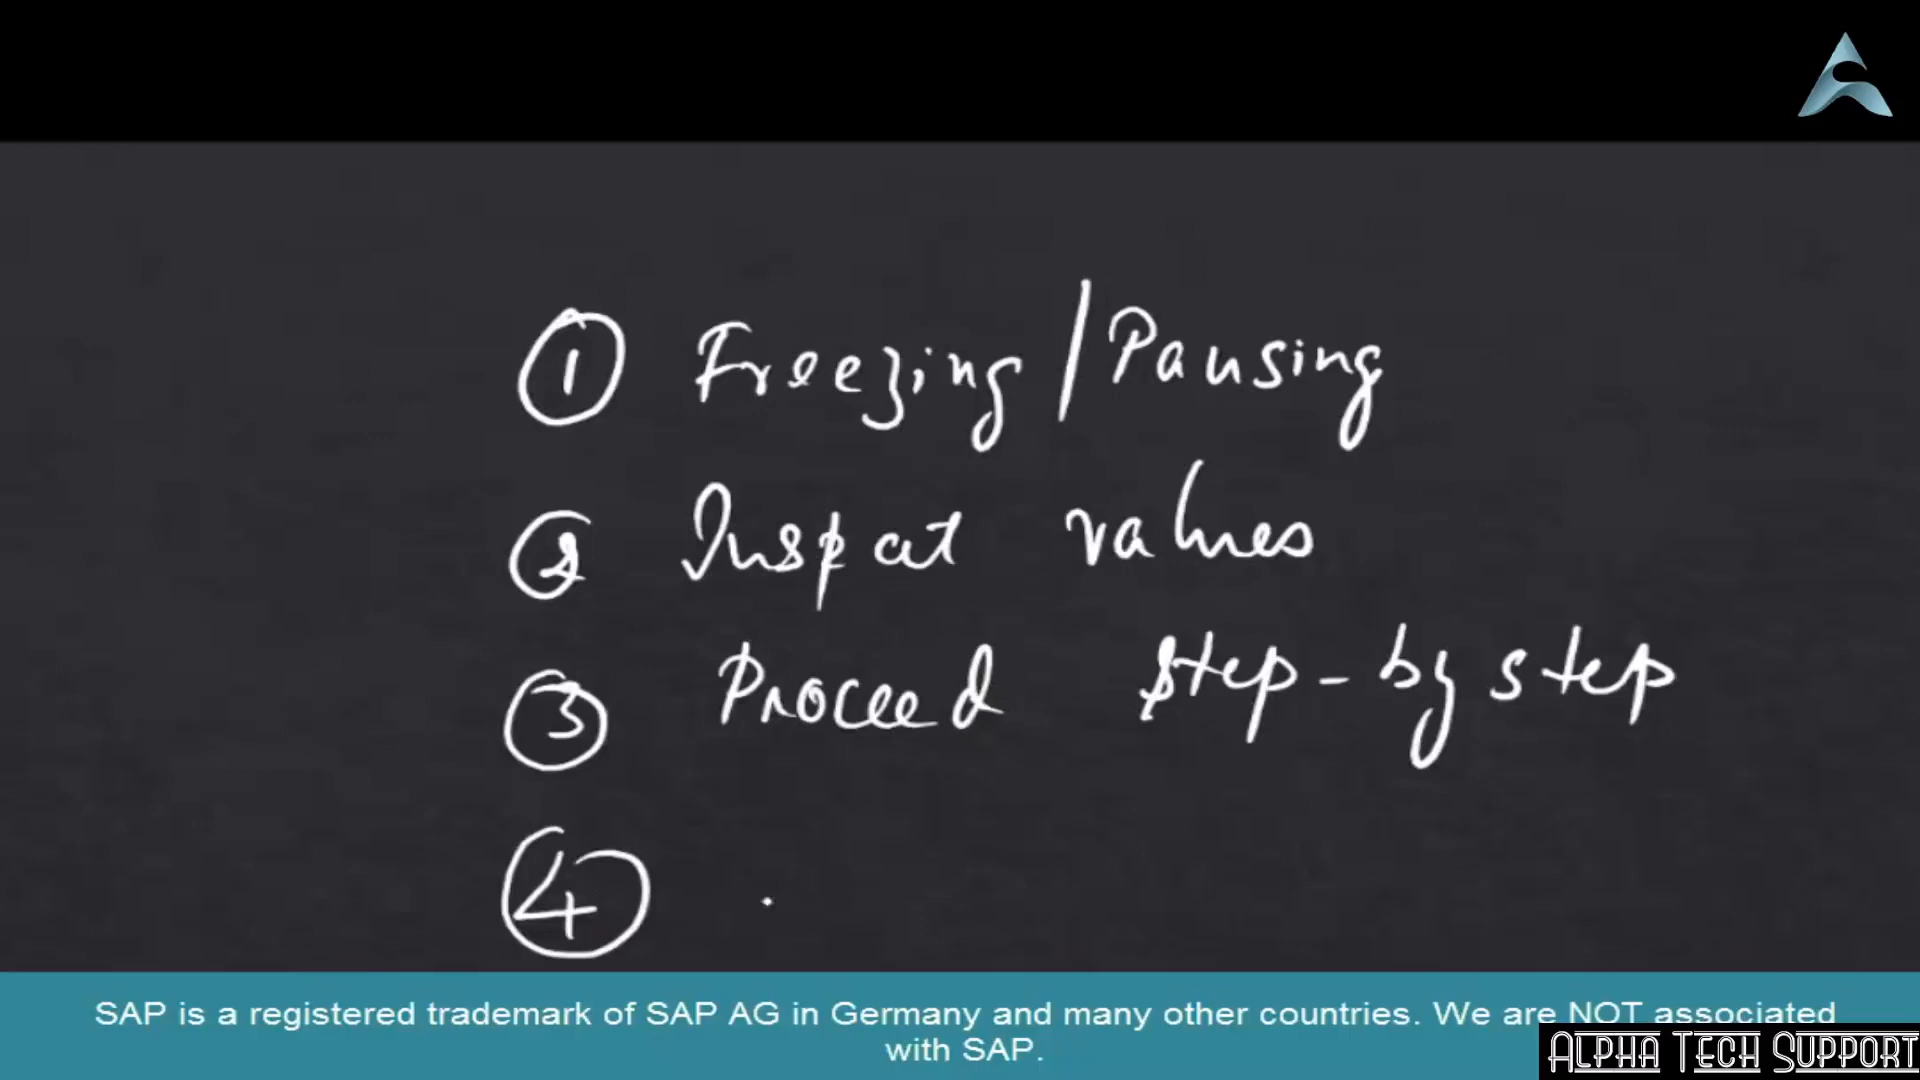 ① Freezing / Pausing
② Inspect values
③ Proceed step-by step
④ .
SAP is a registered trademark of SAP AG in Germany and many other countries. We are NOT associated
with SAP.
Alpha Tech Support